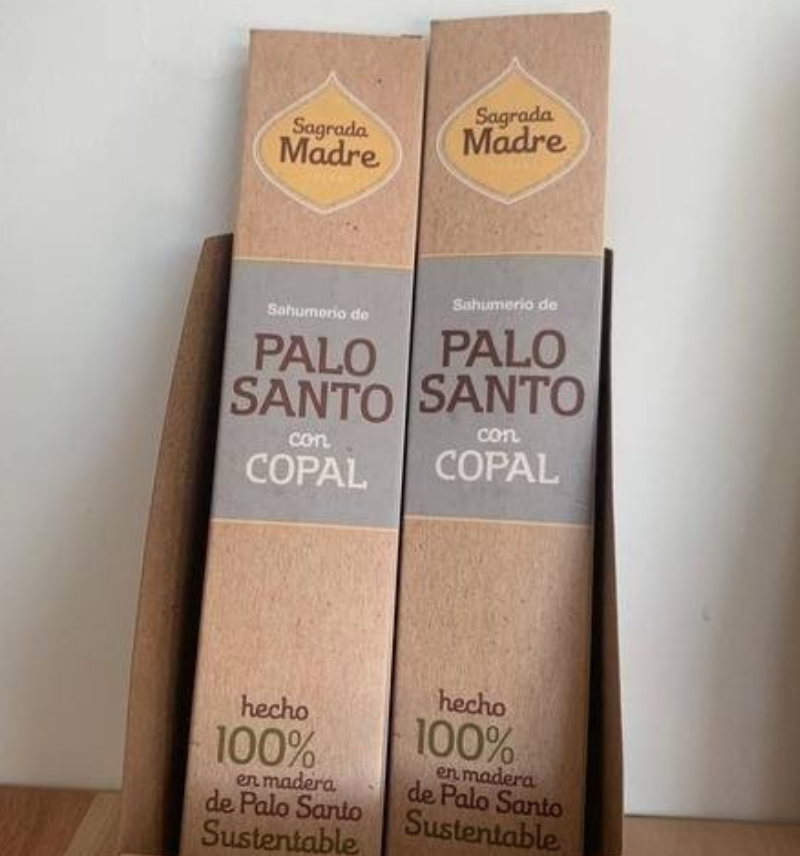 Sagrada
Madre
Sahumerio de
PALO
SANTO
con
COPAL
hecho
100%
en madera
de Palo Santo
Sustentable
Sagrada
Madre
Sahumerio de
PALO
SANTO
con
COPAL
hecho
100%
en madera
de Palo Santo
Sustentable